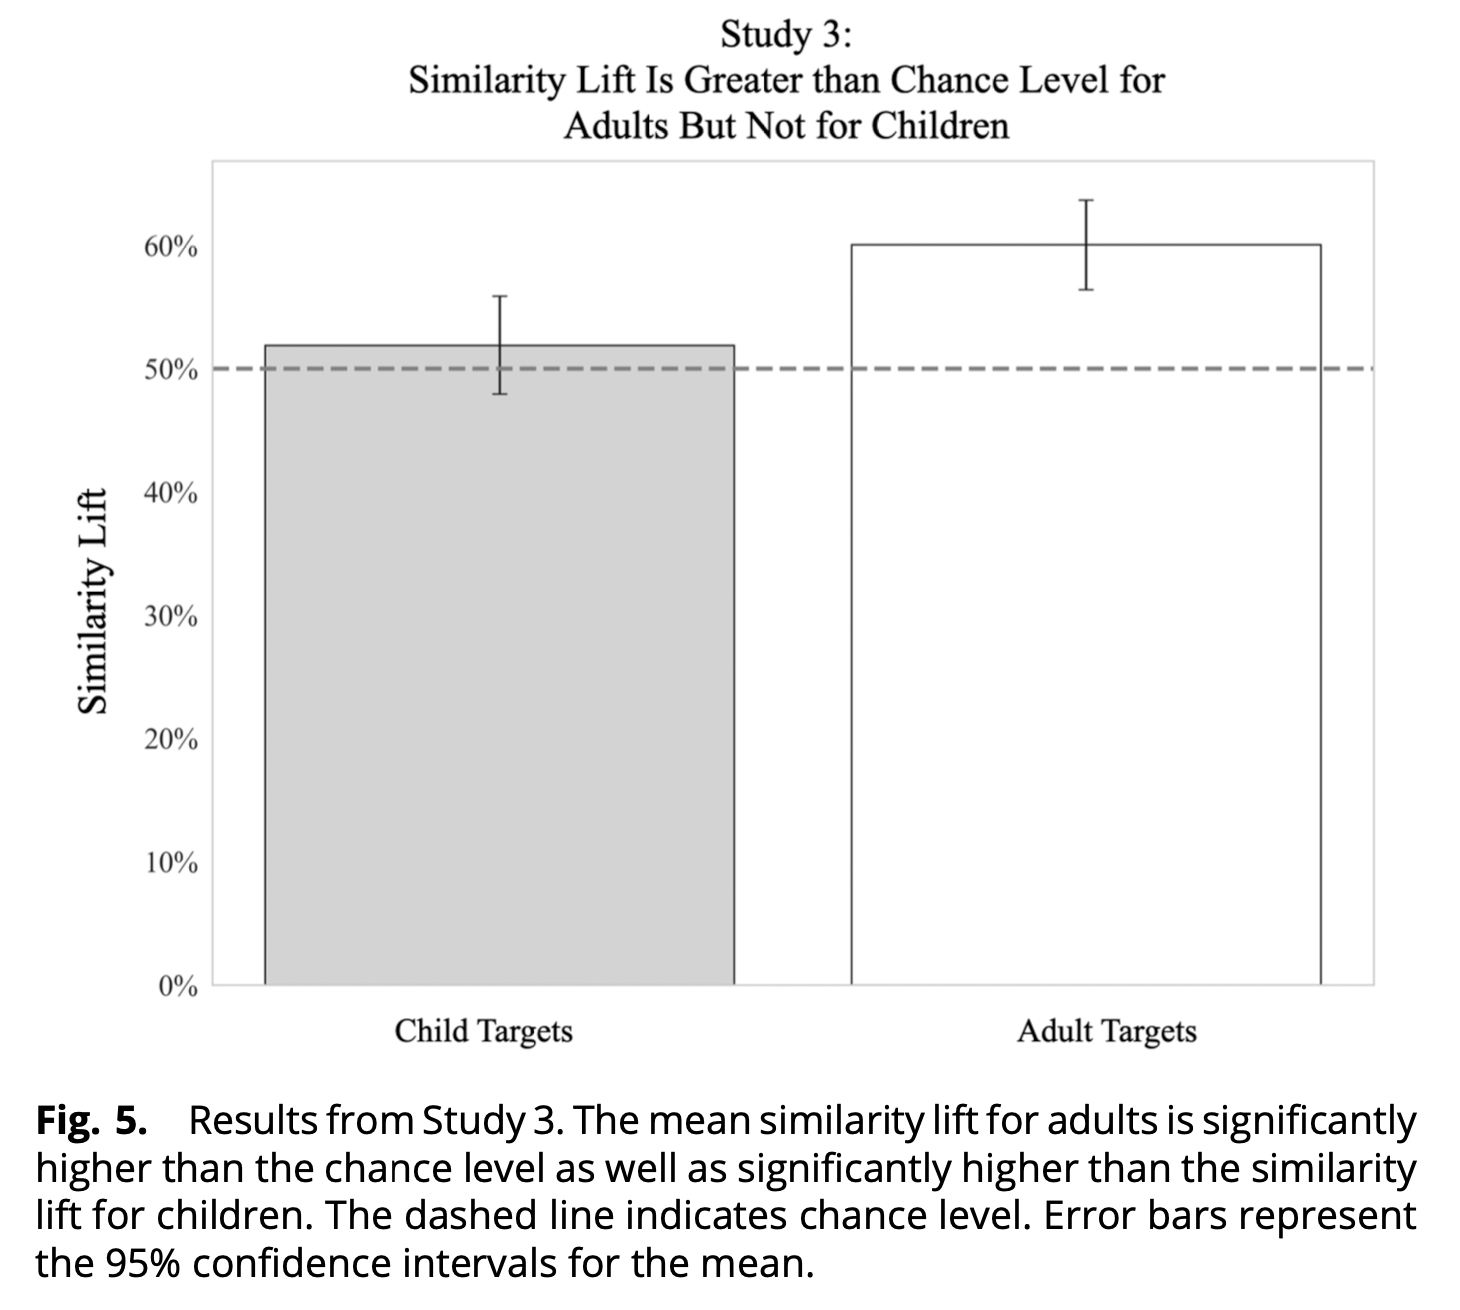 Study 3:
Similarity Lift Is Greater than Chance Level for
Adults But Not for Children
60%
50%
40%
30%
20%
10%
0%
Similarity Lift
Child Targets
Adult Targets
Fig. 5. Results from Study 3. The mean similarity lift for adults is significantly
higher than the chance level as well as significantly higher than the similarity
lift for children. The dashed line indicates chance level. Error bars represent
the 95% confidence intervals for the mean.